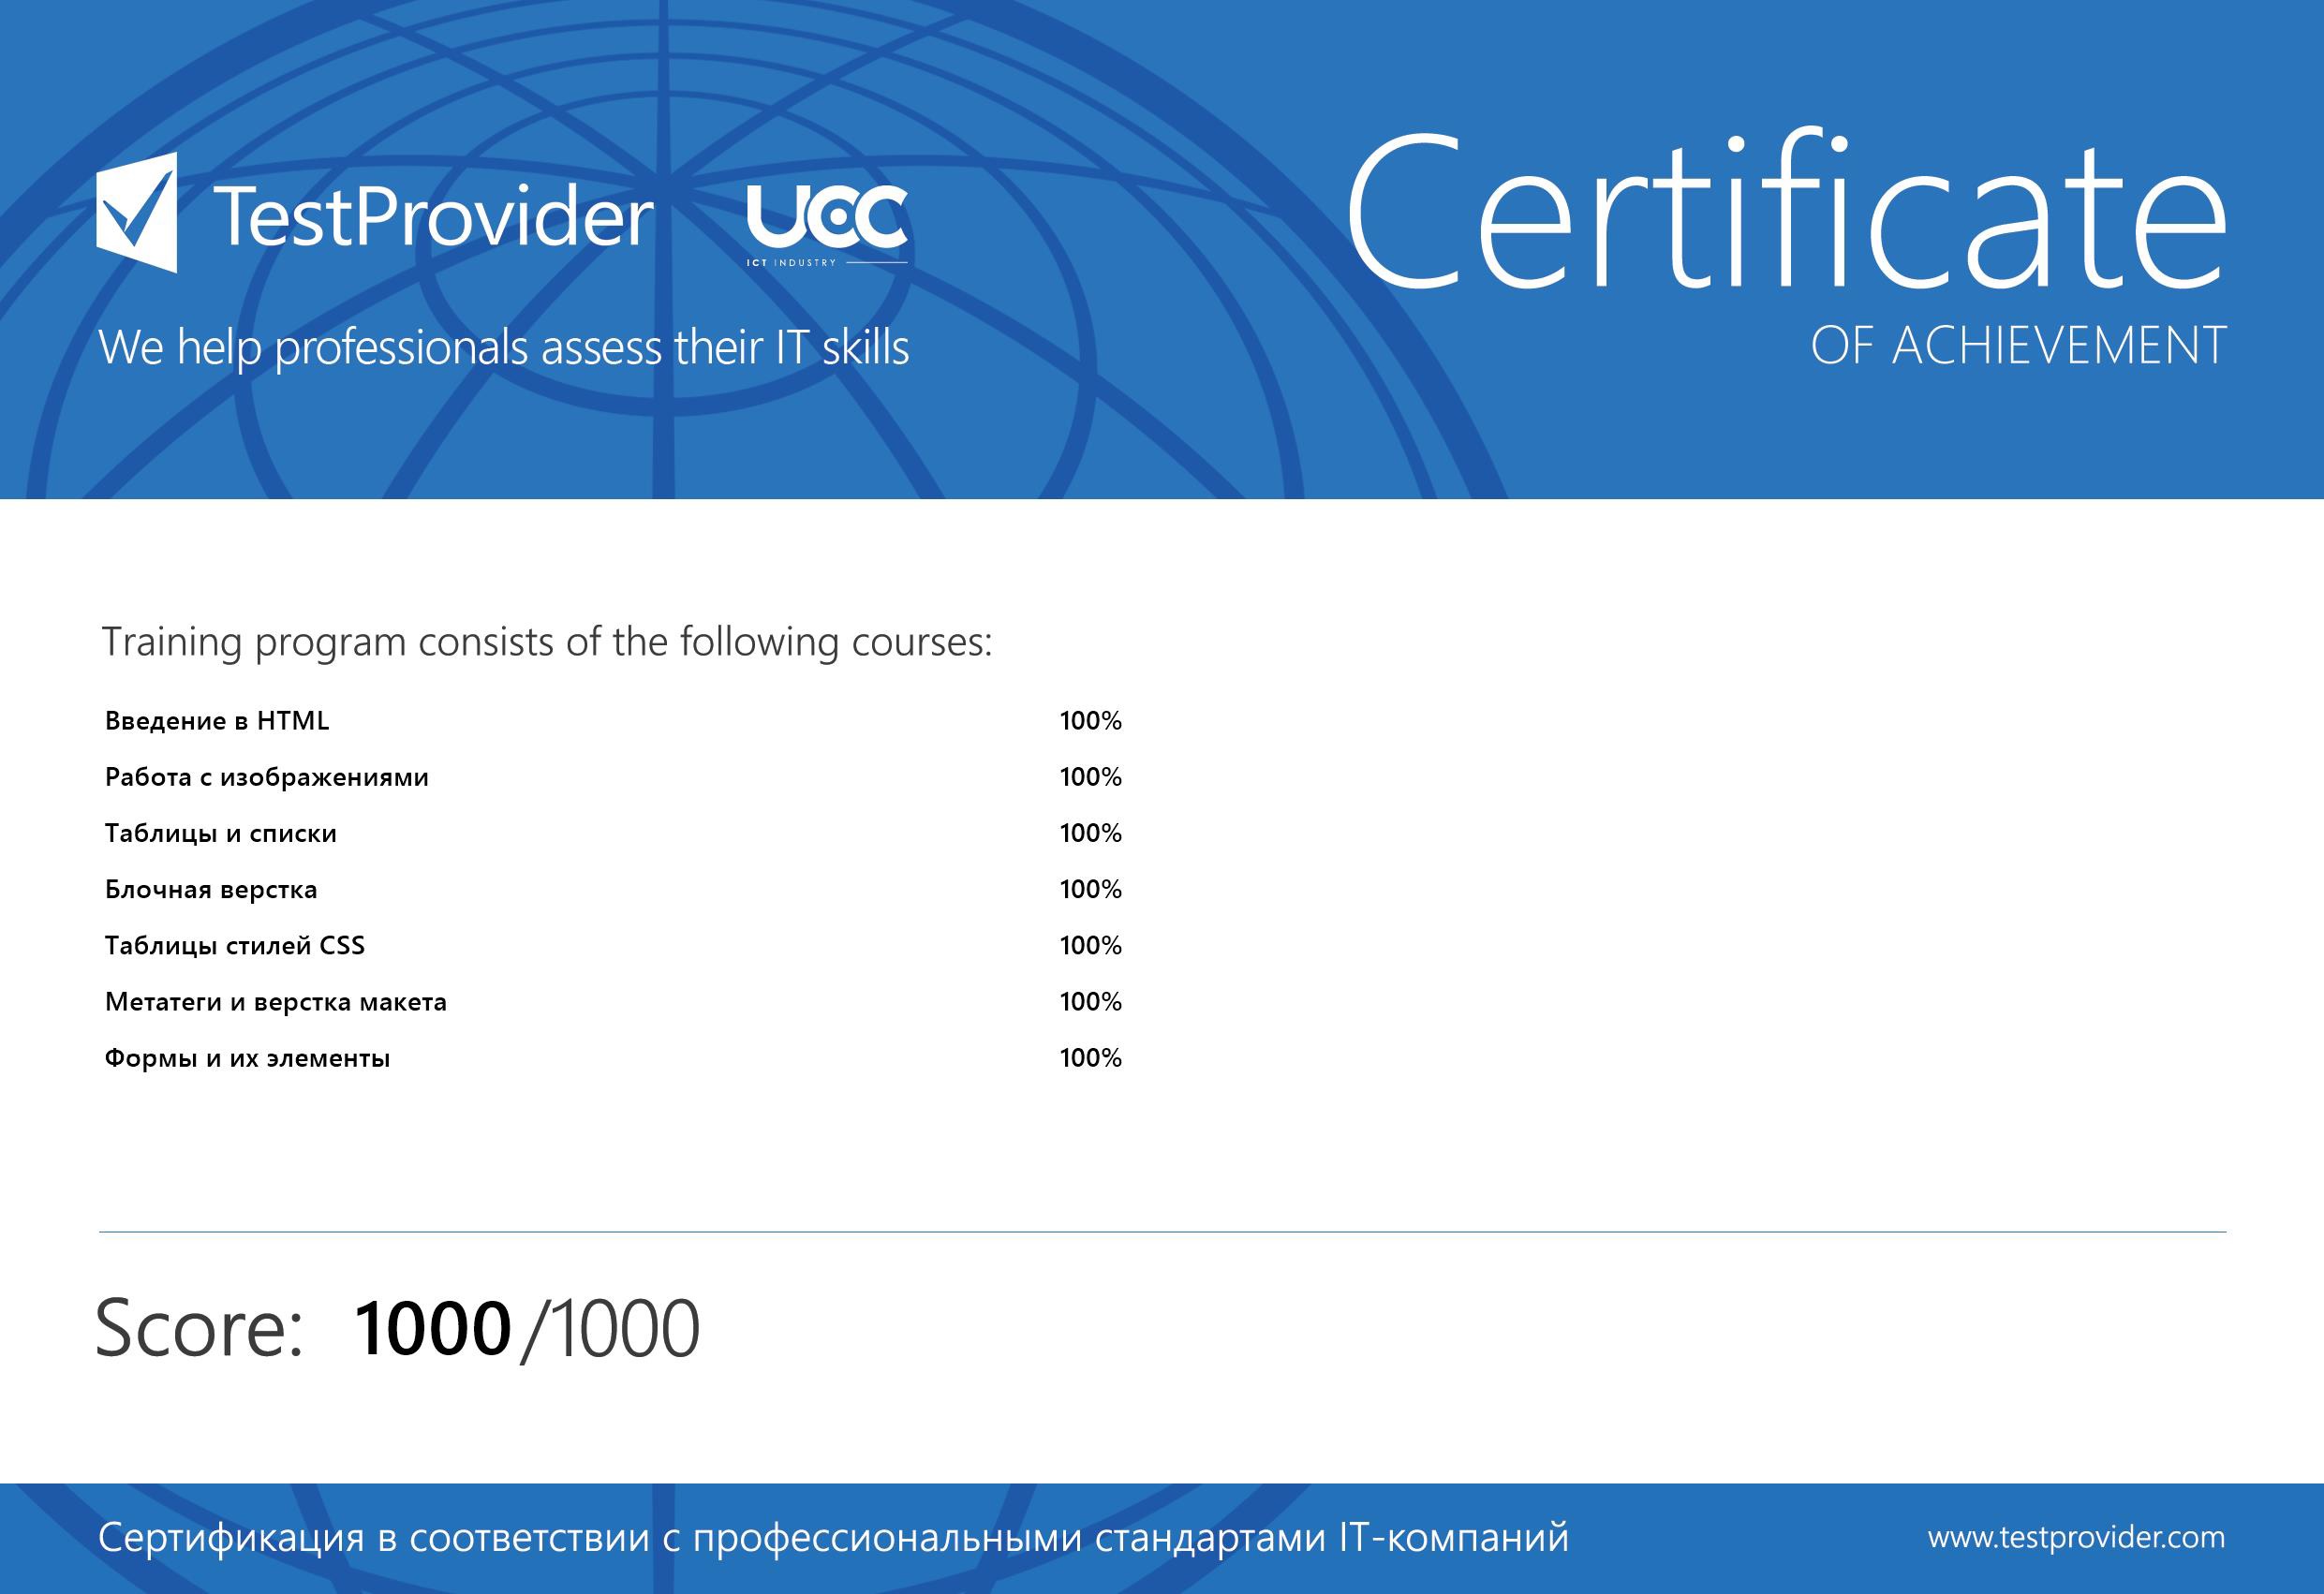 TestProvider
UCC
ICT INDUSTRY
We help professionals assess their IT skills
Certificate
OF ACHIEVEMENT
Training program consists of the following courses:
Введение в HTML 100%
Работа с изображениями 100%
Таблицы и списки 100%
Блочная верстка 100%
Таблицы стилей CSS 100%
Метатеги и верстка макета 100%
Формы и их элементы 100%
Score: 1000/1000
Сертификация в соответствии с профессиональными стандартами IT-компаний
www.testprovider.com